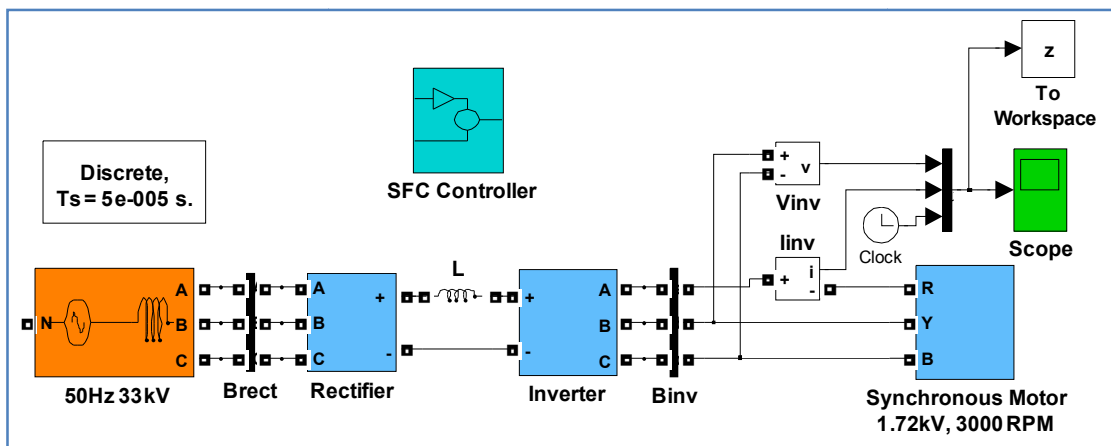 z
To
Workspace
Discrete,
Ts = 5e-005 s.
SFC Controller
+
-
v
Vinv
Iinv
+
i
-
Clock
Scope
N
A
B
C
50Hz 33kV
Brect
A
B
C
+
-
Rectifier
L
+
-
A
B
C
Inverter
Binv
R
Y
B
Synchronous Motor
1.72kV, 3000 RPM